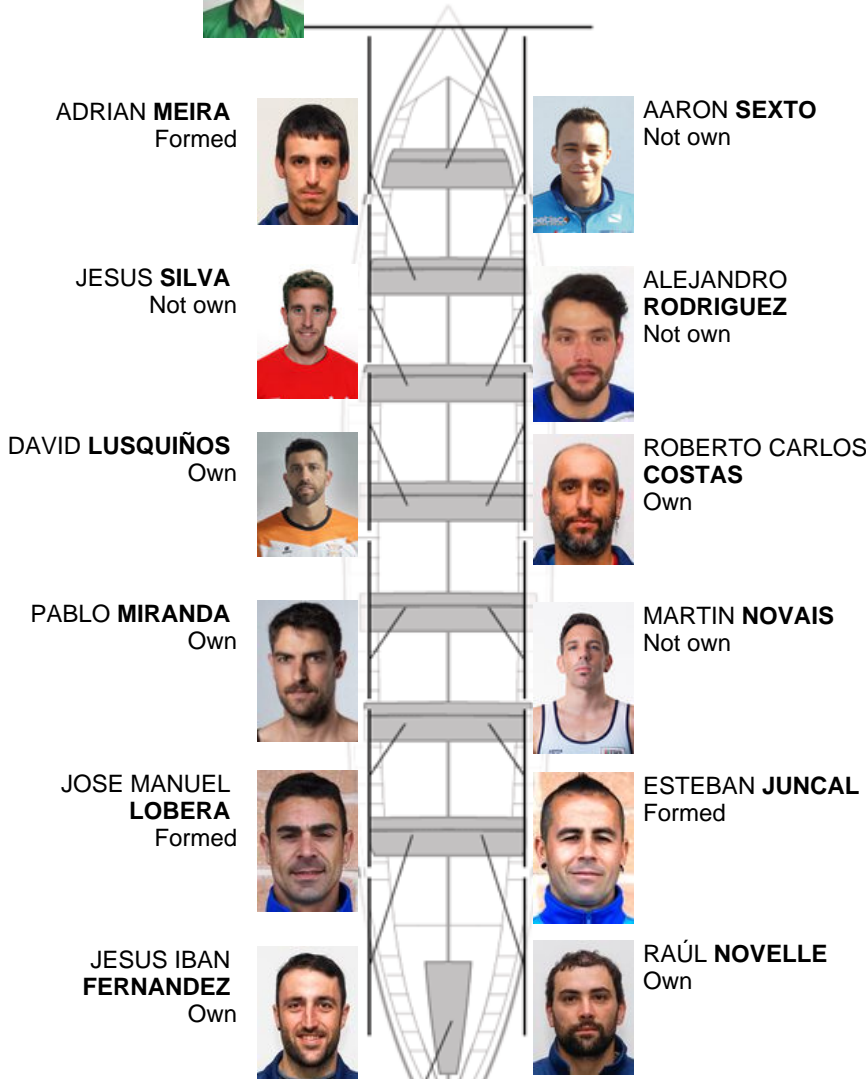 ADRIAN MEIRA
Formed
AARON SEXTO
Not own
JESUS SILVA
Not own
ALEJANDRO
RODRIGUEZ
Not own
DAVID LUSQUIÑOS
Own
ROBERTO CARLOS
COSTAS
Own
PABLO MIRANDA
Own
MARTIN NOVAIS
Not own
JOSE MANUEL
LOBERA
Formed
ESTEBAN JUNCAL
Formed
JESUS IBAN
FERNANDEZ
Own
RAÚL NOVELLE
Own